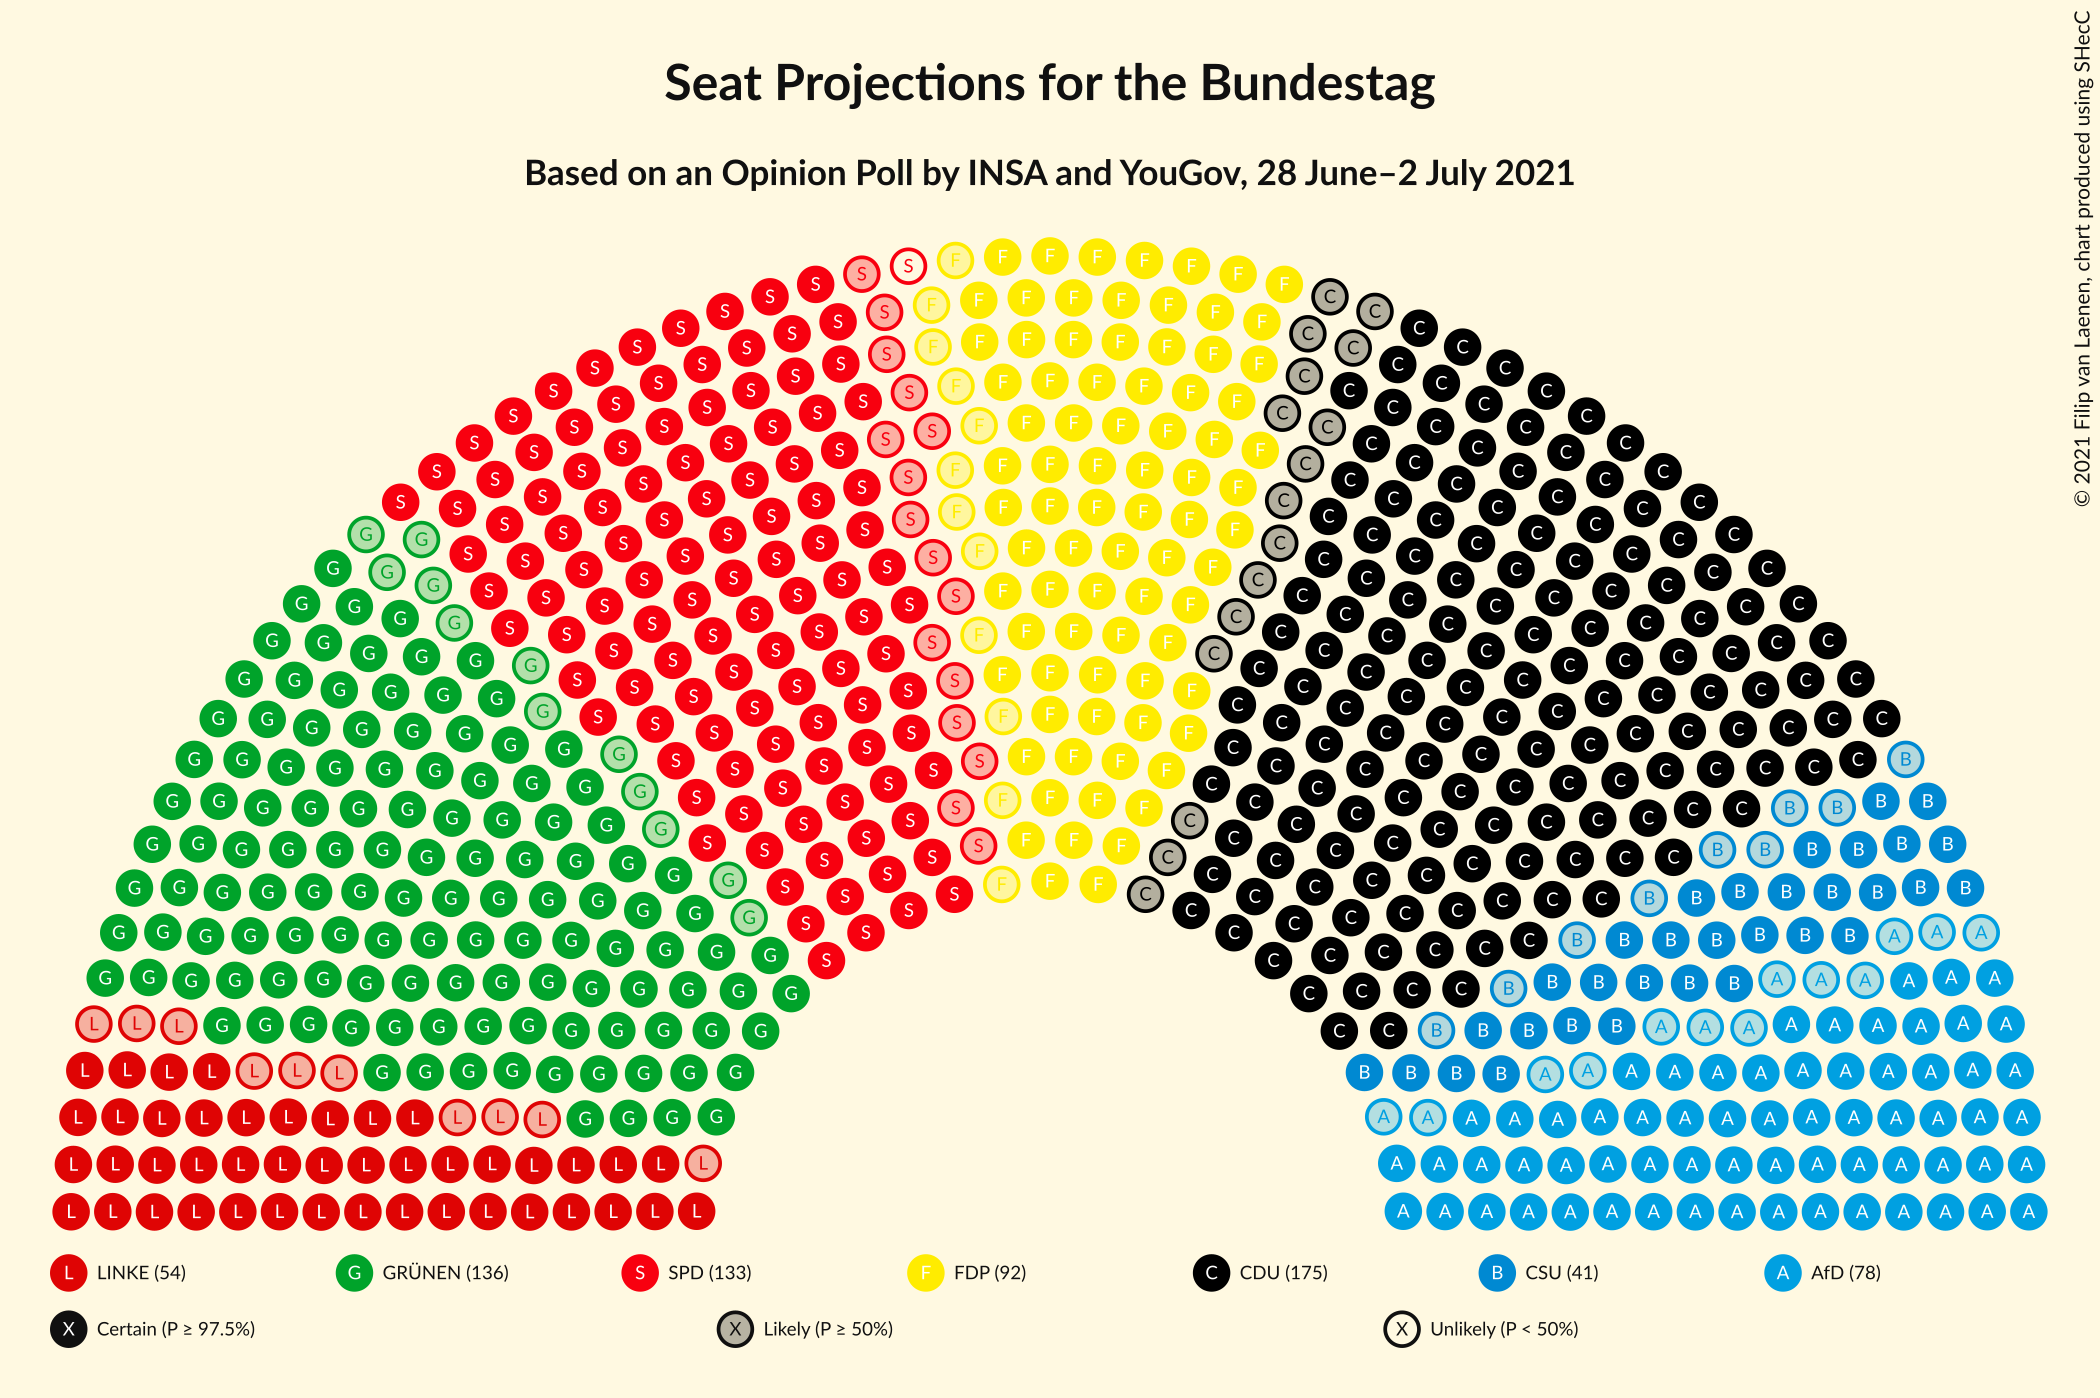 Seat Projections for the Bundestag
Based on an Opinion Poll by INSA and YouGov, 28 June–2 July 2021
© 2021 Filip van Laenen, chart produced using SHecC
L LINKE (54) G GRÜNEN (136) S SPD (133) F FDP (92) C CDU (175) B CSU (41) A AfD (78)
X Certain (P ≥ 97.5%) X Likely (P ≥ 50%) X Unlikely (P < 50%)